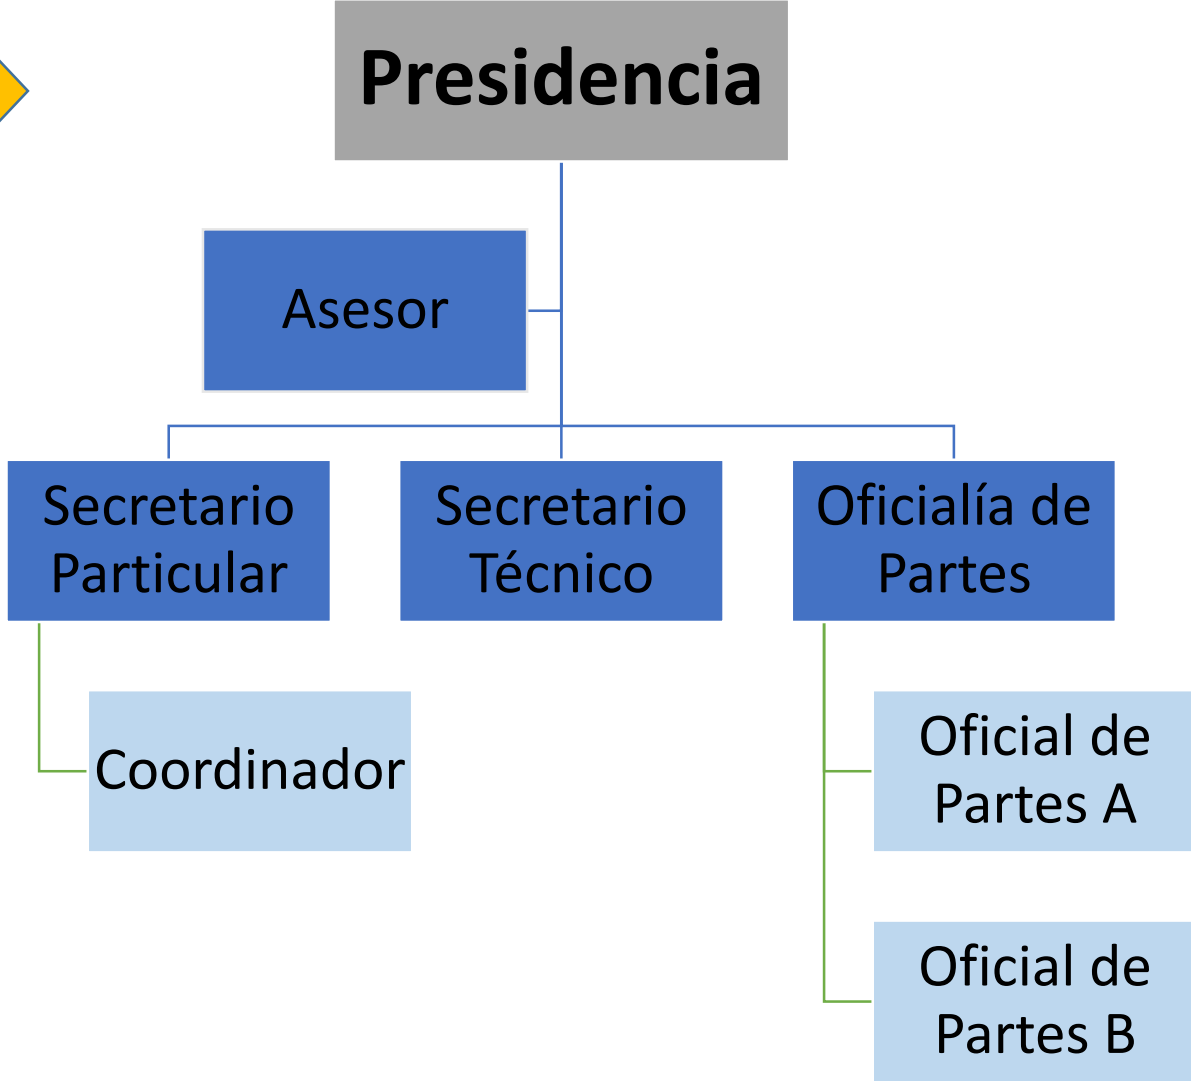 Presidencia
Asesor
Secretario
Particular
Secretario
Técnico
Oficialía de
Partes
Coordinador
Oficial de
Partes A
Oficial de
Partes B